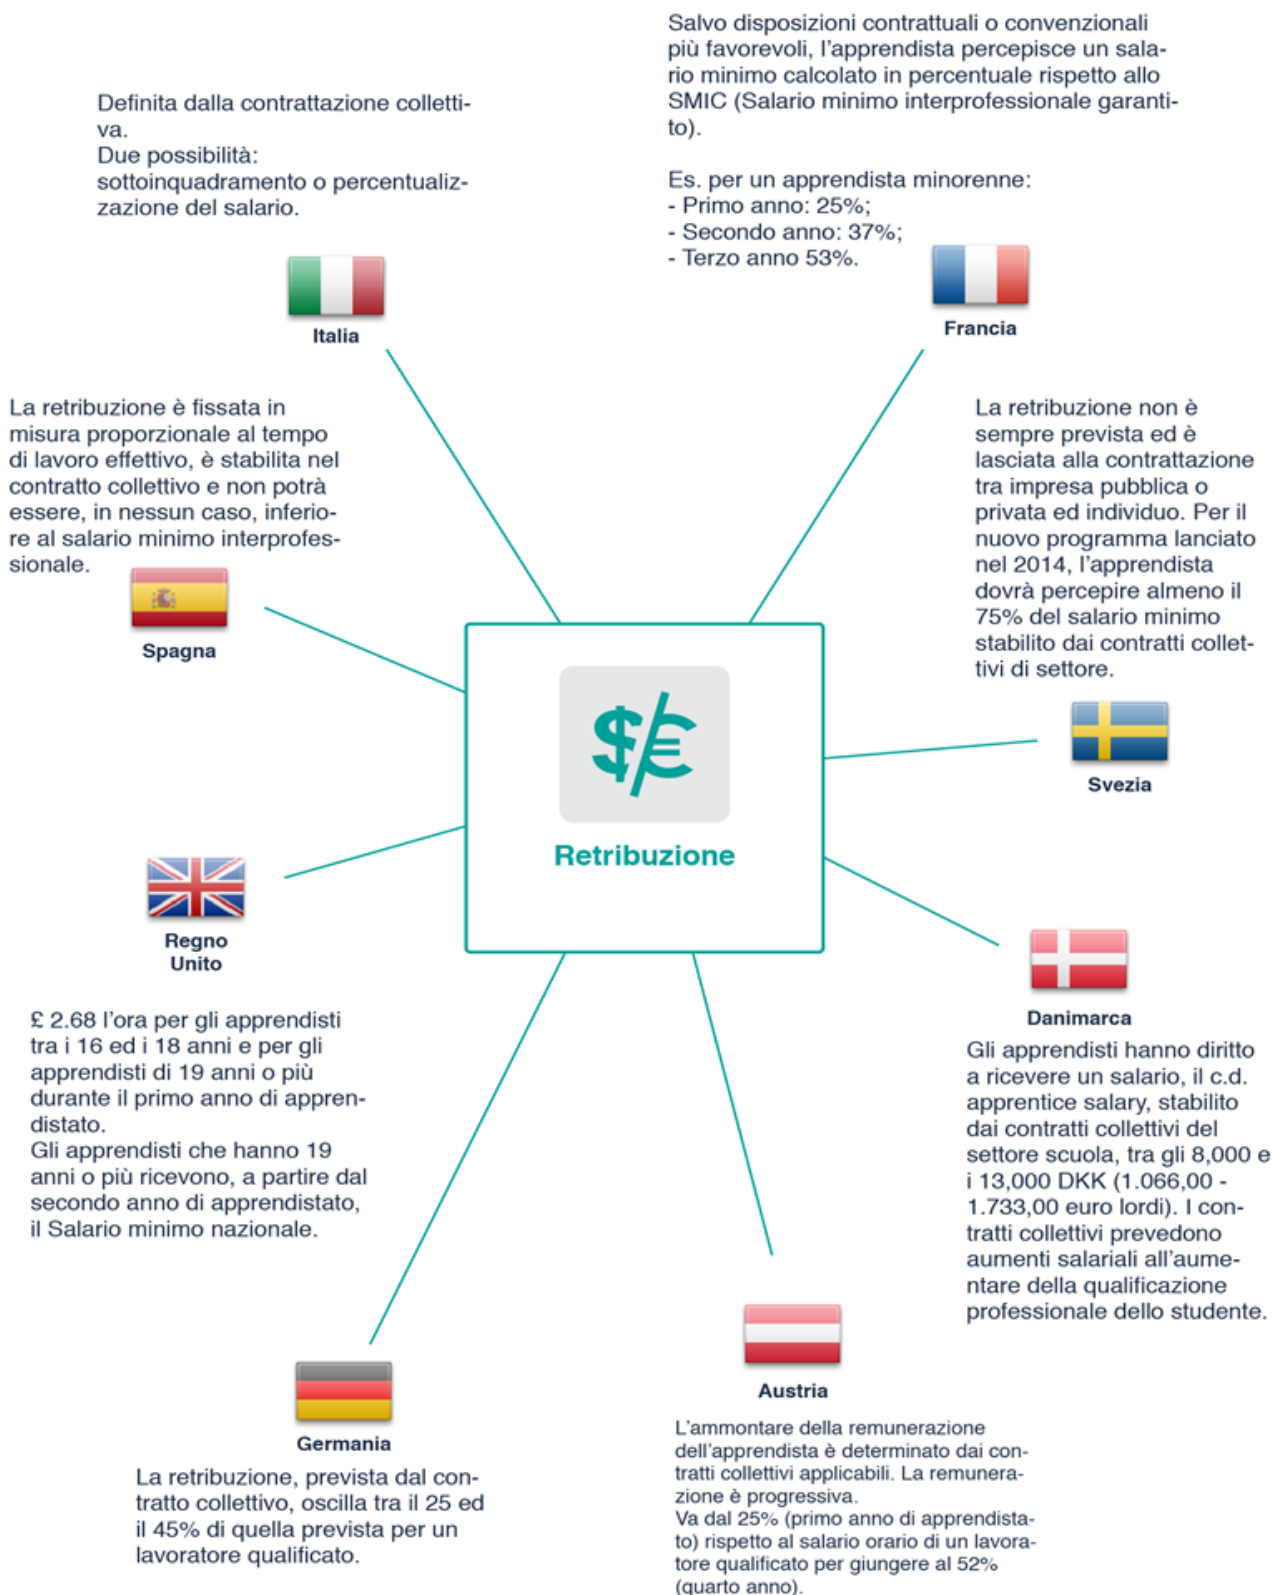 Salvo disposizioni contrattuali o convenzionali
più favorevoli, l’apprendista percepisce un sala-
rio minimo calcolato in percentuale rispetto allo
SMIC (Salario minimo interprofessionale garanti-
to).
Es. per un apprendista minorenne:
- Primo anno: 25%;
- Secondo anno: 37%;
- Terzo anno 53%.
Francia
Definita dalla contrattazione colletti-
va.
Due possibilità:
sottoinquadramento o percentualiz-
zazione del salario.
Italia
La retribuzione è fissata in
misura proporzionale al tempo
di lavoro effettivo, è stabilita nel
contratto collettivo e non potrà
essere, in nessun caso, inferio-
re al salario minimo interprofes-
sionale.
Spagna
La retribuzione non è
sempre prevista ed è
lasciata alla contrattazione
tra impresa pubblica o
privata ed individuo. Per il
nuovo programma lanciato
nel 2014, l’apprendista
dovrà percepire almeno il
75% del salario minimo
stabilito dai contratti collet-
tivi di settore.
Svezia
$/€
Retribuzione
Regno
Unito
£ 2.68 l’ora per gli apprendisti
tra i 16 ed i 18 anni e per gli
apprendisti di 19 anni o più
durante il primo anno di appren-
distato.
Gli apprendisti che hanno 19
anni o più ricevono, a partire dal
secondo anno di apprendistato,
il Salario minimo nazionale.
Danimarca
Gli apprendisti hanno diritto
a ricevere un salario, il c.d.
apprentice salary, stabilito
dai contratti collettivi del
settore scuola, tra gli 8,000 e
i 13,000 DKK (1.066,00 -
1.733,00 euro lordi). I con-
tratti collettivi prevedono
aumenti salariali all’aume-
ntare della qualificazione
professionale dello studente.
Germania
La retribuzione, prevista dal con-
tratto collettivo, oscilla tra il 25 ed
il 45% di quella prevista per un
lavoratore qualificato.
Austria
L’ammontare della remunerazione
dell’apprendista è determinato dai con-
tratti collettivi applicabili. La remunera-
zione è progressiva.
Va dal 25% (primo anno di apprendista-
to) rispetto al salario orario di un lavora-
tore qualificato per giungere al 52%
(quarto anno).